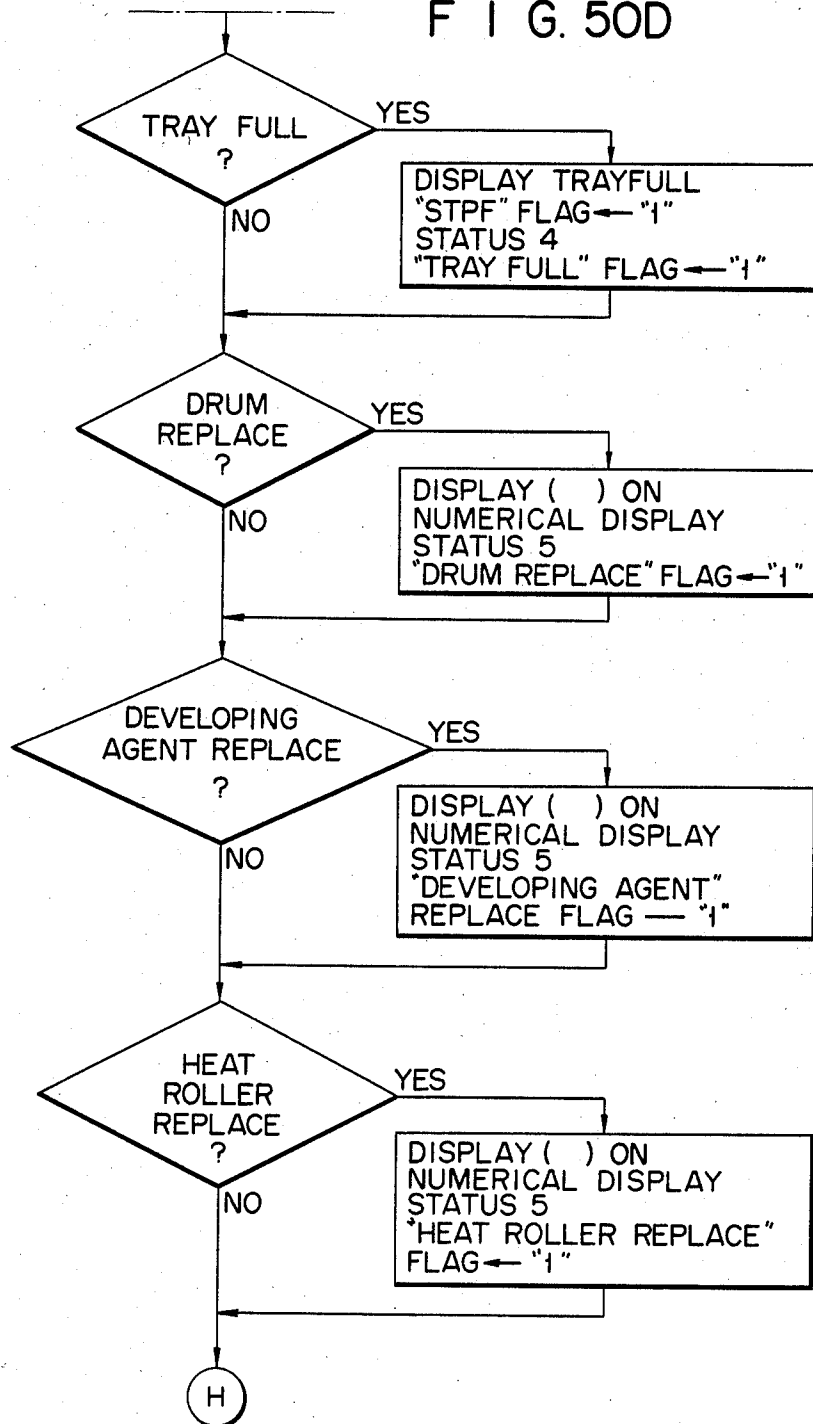 F I G. 50D
TRAY FULL
?
YES
NO
DISPLAY TRAYFULL
"STPF" FLAG ← "1"
STATUS 4
"TRAY FULL" FLAG ← "1"
DRUM
REPLACE
?
YES
NO
DISPLAY ( ) ON
NUMERICAL DISPLAY
STATUS 5
"DRUM REPLACE" FLAG ← "1"
DEVELOPING
AGENT REPLACE
?
YES
NO
DISPLAY ( ) ON
NUMERICAL DISPLAY
STATUS 5
"DEVELOPING AGENT"
REPLACE FLAG — "1"
HEAT
ROLLER
REPLACE
?
YES
NO
DISPLAY ( ) ON
NUMERICAL DISPLAY
STATUS 5
"HEAT ROLLER REPLACE"
FLAG ← "1"
H